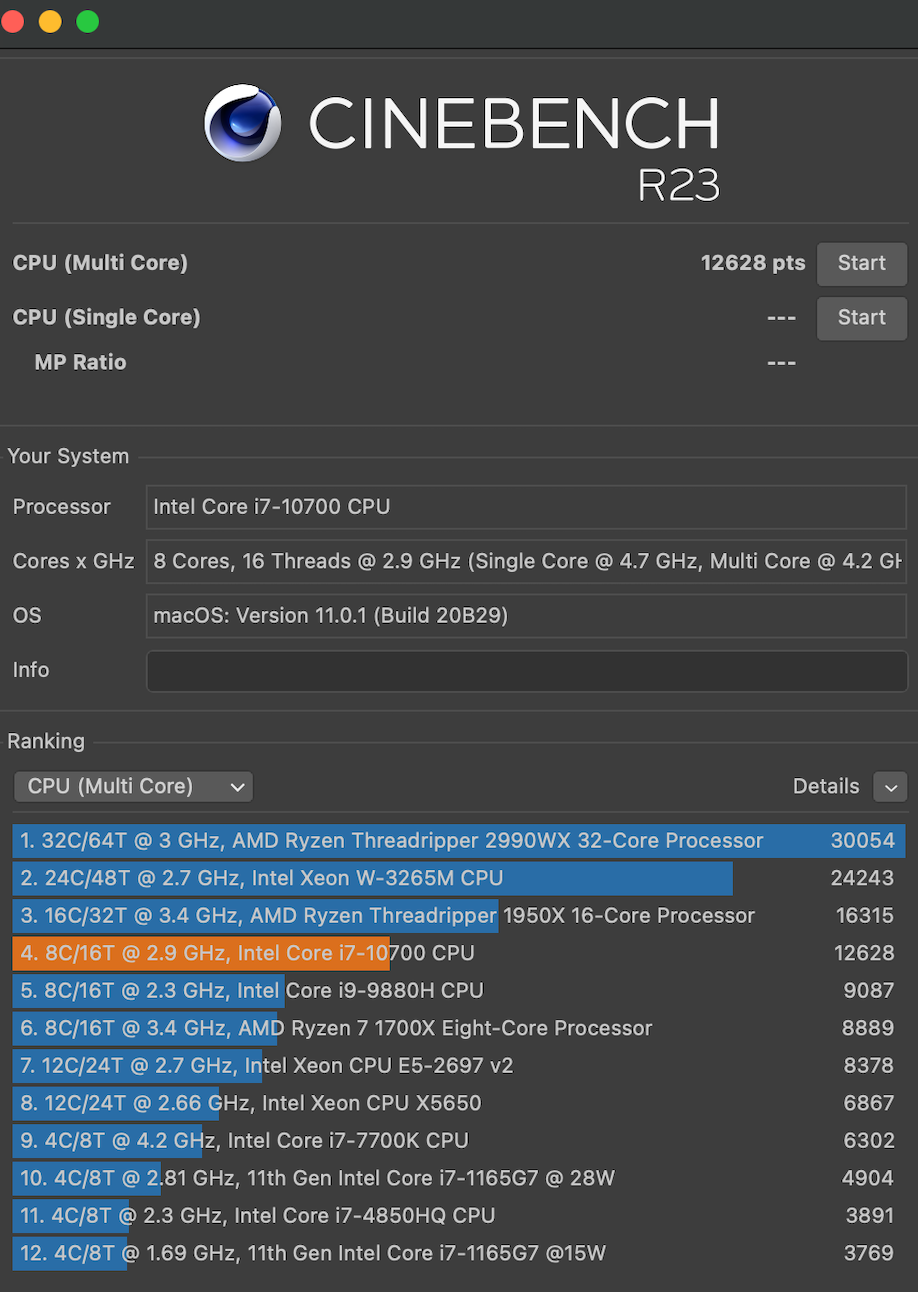 CINEBENCH
R23
CPU (Multi Core) 12628 pts Start
CPU (Single Core) --- Start
MP Ratio ---
Your System
Processor Intel Core i7-10700 CPU
Cores x GHz 8 Cores, 16 Threads @ 2.9 GHz (Single Core @ 4.7 GHz, Multi Core @ 4.2 GH
OS macOS: Version 11.0.1 (Build 20B29)
Info
Ranking
CPU (Multi Core) Details
1. 32C/64T @ 3 GHz, AMD Ryzen Threadripper 2990WX 32-Core Processor 30054
2. 24C/48T @ 2.7 GHz, Intel Xeon W-3265M CPU 24243
3. 16C/32T @ 3.4 GHz, AMD Ryzen Threadripper 1950X 16-Core Processor 16315
4. 8C/16T @ 2.9 GHz, Intel Core i7-10700 CPU 12628
5. 8C/16T @ 2.3 GHz, Intel Core i9-9880H CPU 9087
6. 8C/16T @ 3.4 GHz, AMD Ryzen 7 1700X Eight-Core Processor 8889
7. 12C/24T @ 2.7 GHz, Intel Xeon CPU E5-2697 v2 8378
8. 12C/24T @ 2.66 GHz, Intel Xeon CPU X5650 6867
9. 4C/8T @ 4.2 GHz, Intel Core i7-7700K CPU 6302
10. 4C/8T @ 2.81 GHz, 11th Gen Intel Core i7-1165G7 @ 28W 4904
11. 4C/8T @ 2.3 GHz, Intel Core i7-4850HQ CPU 3891
12. 4C/8T @ 1.69 GHz, 11th Gen Intel Core i7-1165G7 @15W 3769